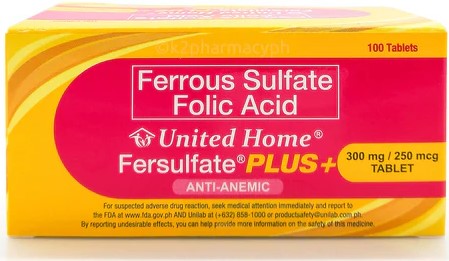 ©k2pharmacyph
100 Tablets
Ferrous Sulfate
Folic Acid
United Home®
Fersulfate® PLUS+
300 mg / 250 mcg
TABLET
ANTI-ANEMIC
For suspected adverse drug reaction, seek medical attention immediately and report to
the FDA at www.fda.gov.ph AND Unilab at (+632) 858-1000 or productsafety@unilab.com.ph.
By reporting undesirable effects, you can help provide more information on the safety of this medicine.